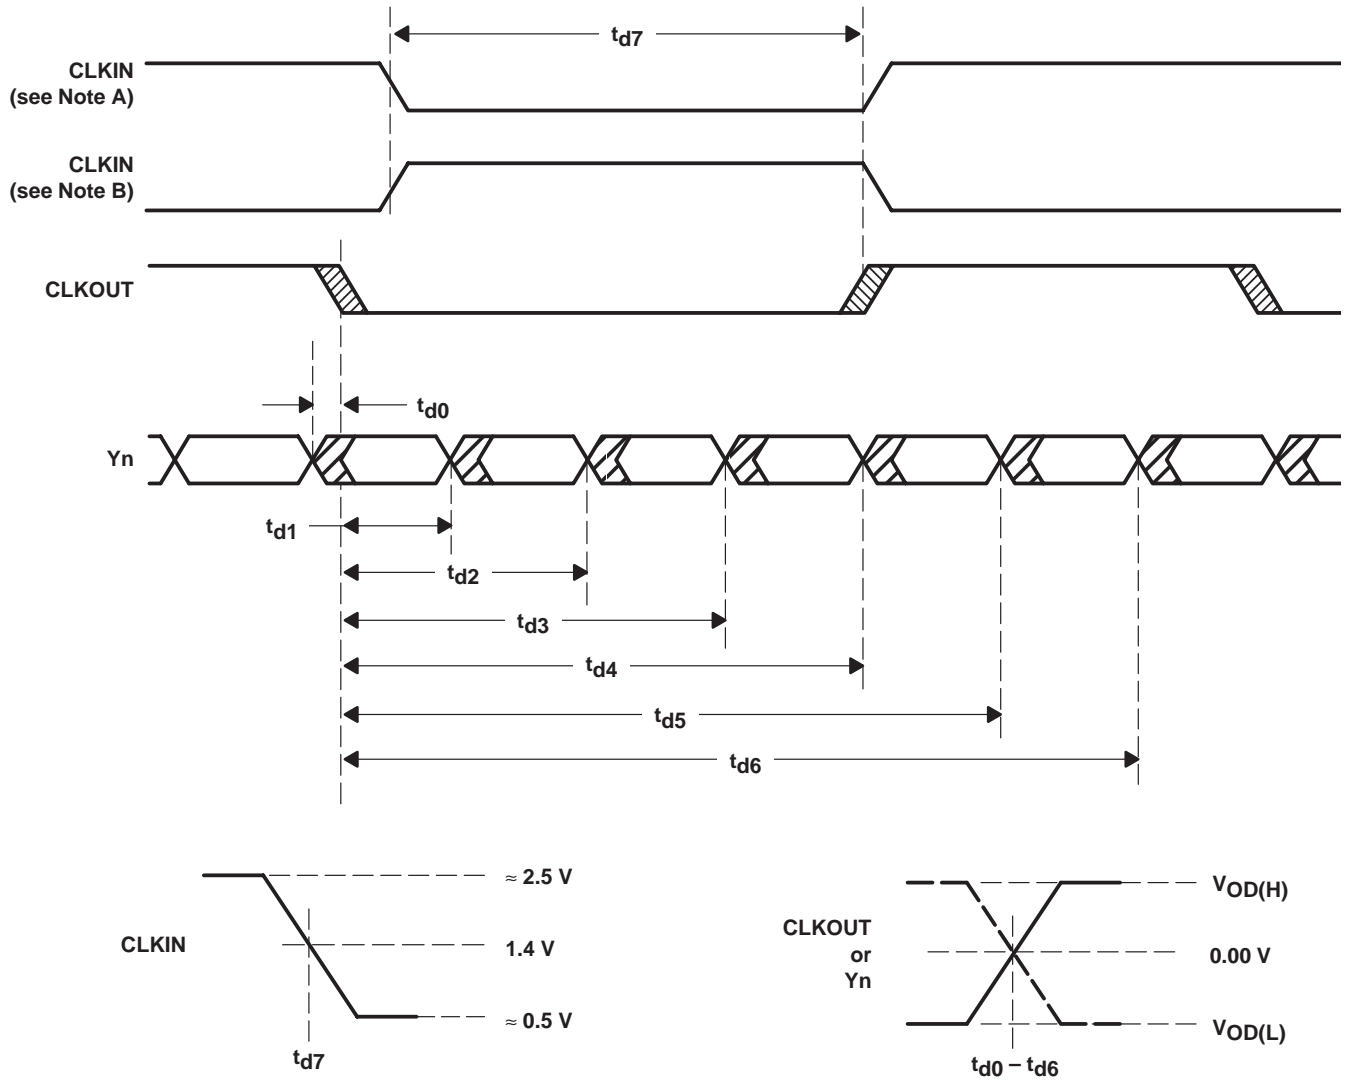 td7
CLKIN
(see Note A)
CLKIN
(see Note B)
CLKOUT
td0
Yn
td1
td2
td3
td4
td5
td6
≈ 2.5 V
CLKIN
1.4 V
≈ 0.5 V
td7
VOD(H)
CLKOUT
or
Yn
0.00 V
VOD(L)
td0 – td6